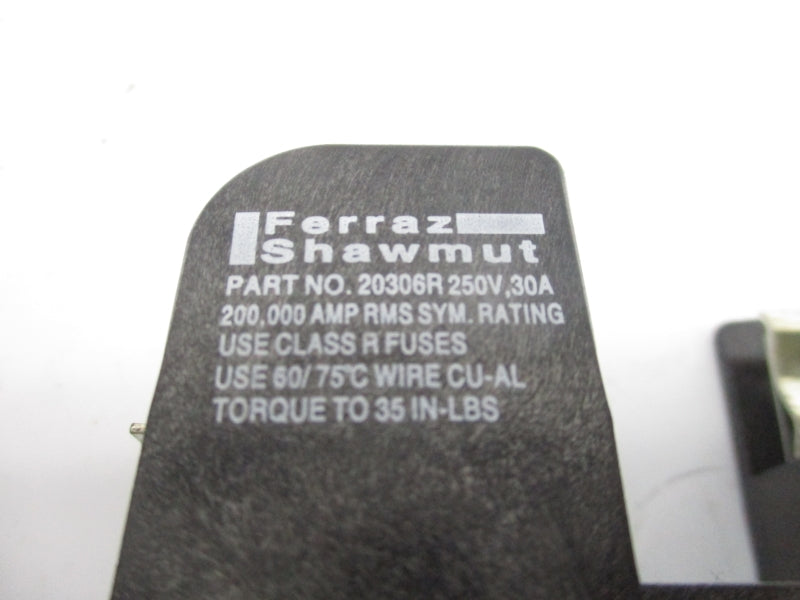 Ferraz
Shawmut
PART NO. 20306R 250V,30A
200,000 AMP RMS SYM. RATING
USE CLASS R FUSES
USE 60/75°C WIRE CU-AL
TORQUE TO 35 IN-LBS